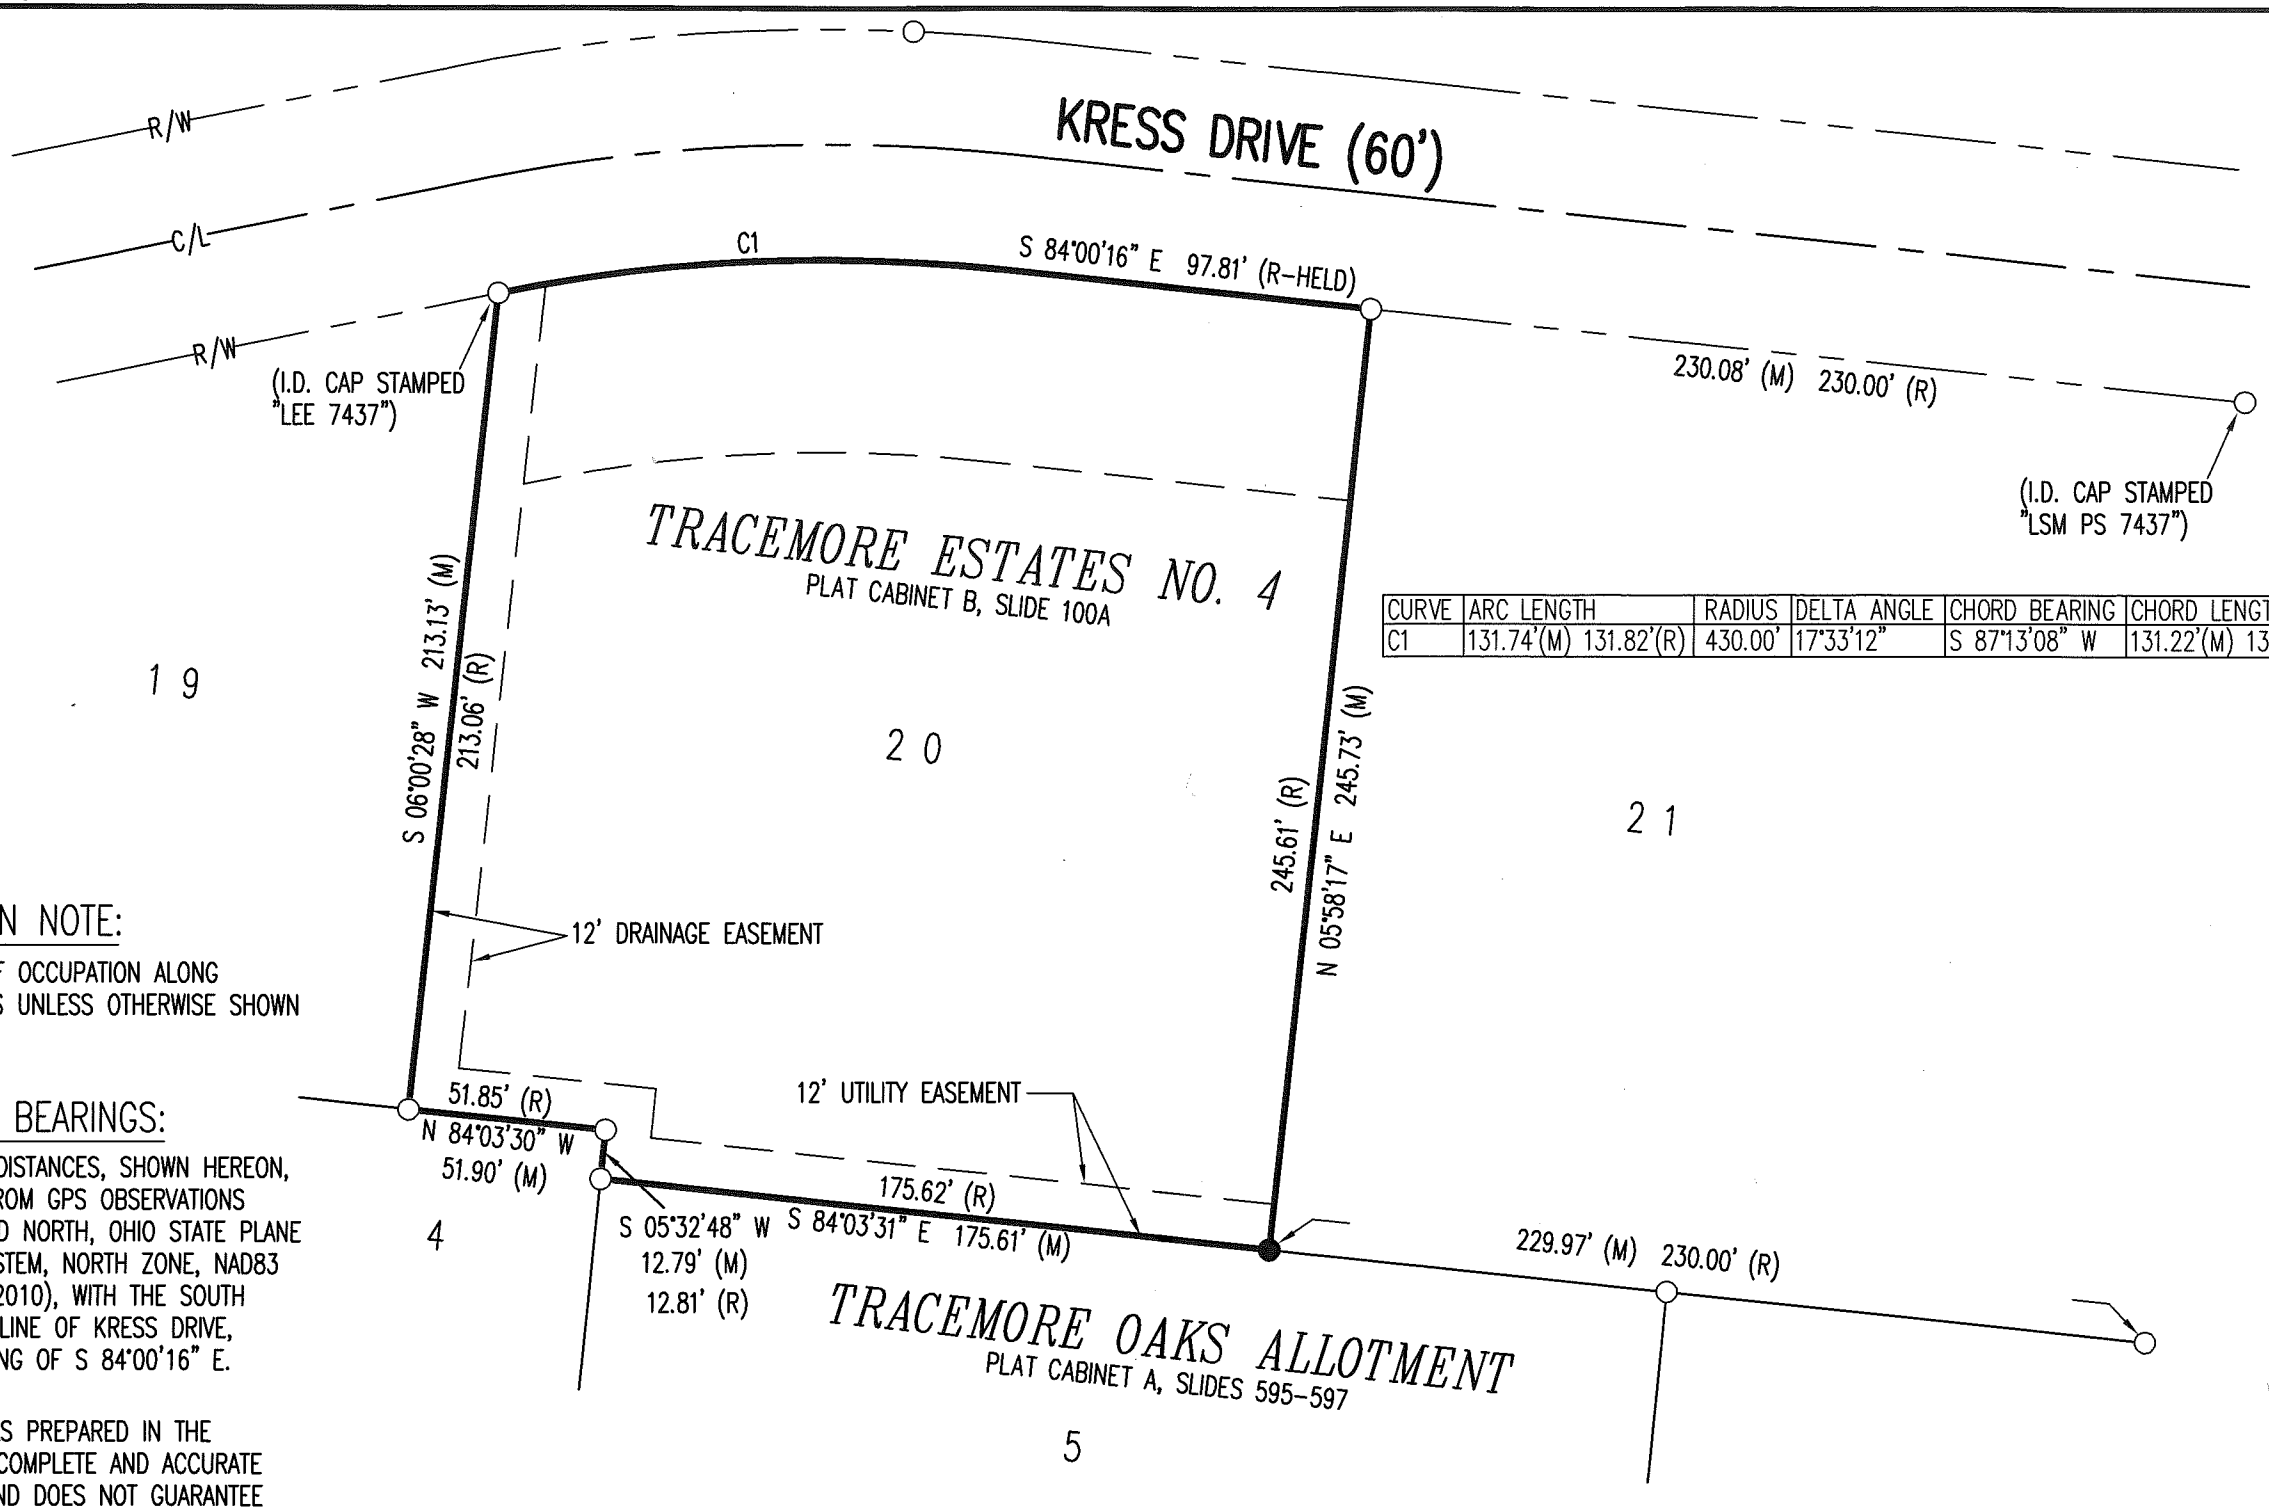 R/W
C/L
R/W
KRESS DRIVE (60')
C1
S 84°00'16" E 97.81' (R-HELD)
230.08' (M) 230.00' (R)
(I.D. CAP STAMPED
"LEE 7437")
(I.D. CAP STAMPED
"LSM PS 7437")
TRACEMORE ESTATES NO. 4
PLAT CABINET B, SLIDE 100A
CURVE ARC LENGTH RADIUS DELTA ANGLE CHORD BEARING CHORD LENGT
C1 131.74'(M) 131.82'(R) 430.00' 17°33'12" S 87°13'08" W 131.22'(M) 13
S 06°00'28" W 213.13' (M)
213.06' (R)
19
20
21
245.61' (R)
N 05°58'17" E 245.73' (M)
12' DRAINAGE EASEMENT
N NOTE:
F OCCUPATION ALONG
S UNLESS OTHERWISE SHOWN
51.85' (R)
N 84°03'30" W
51.90' (M)
12' UTILITY EASEMENT
BEARINGS:
DISTANCES, SHOWN HEREON,
ROM GPS OBSERVATIONS
D NORTH, OHIO STATE PLANE
STEM, NORTH ZONE, NAD83
2010), WITH THE SOUTH
LINE OF KRESS DRIVE,
NG OF S 84°00'16" E.
4
S 05°32'48" W
12.79' (M)
12.81' (R)
175.62' (R)
S 84°03'31" E 175.61' (M)
229.97' (M) 230.00' (R)
TRACEMORE OAKS ALLOTMENT
PLAT CABINET A, SLIDES 595-597
5
S PREPARED IN THE
COMPLETE AND ACCURATE
ND DOES NOT GUARANTEE